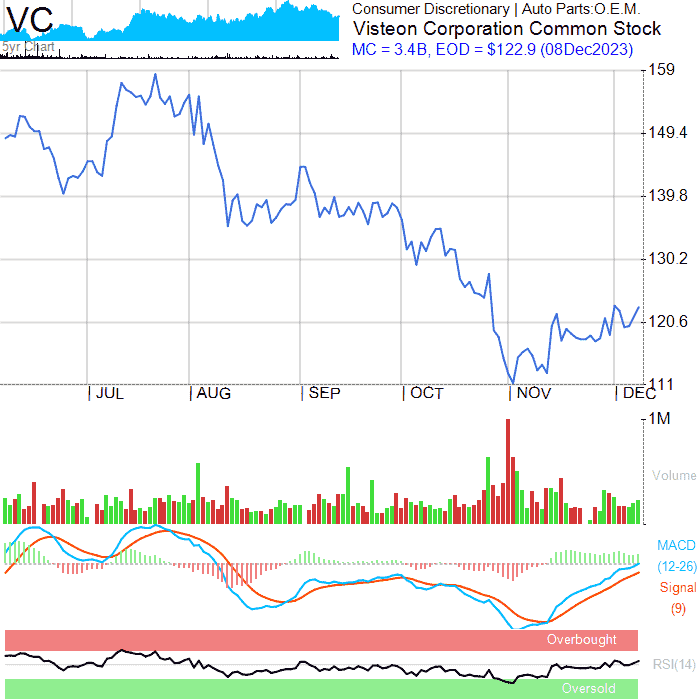 VC
5yr Chart
Consumer Discretionary | Auto Parts:O.E.M.
Visteon Corporation Common Stock
MC = 3.4B, EOD = $122.9 (08Dec2023)
159
149.4
139.8
130.2
120.6
111
JUL AUG SEP OCT NOV DEC
1M
Volume
MACD
(12-26)
Signal
(9)
Overbought
RSI(14)
Oversold